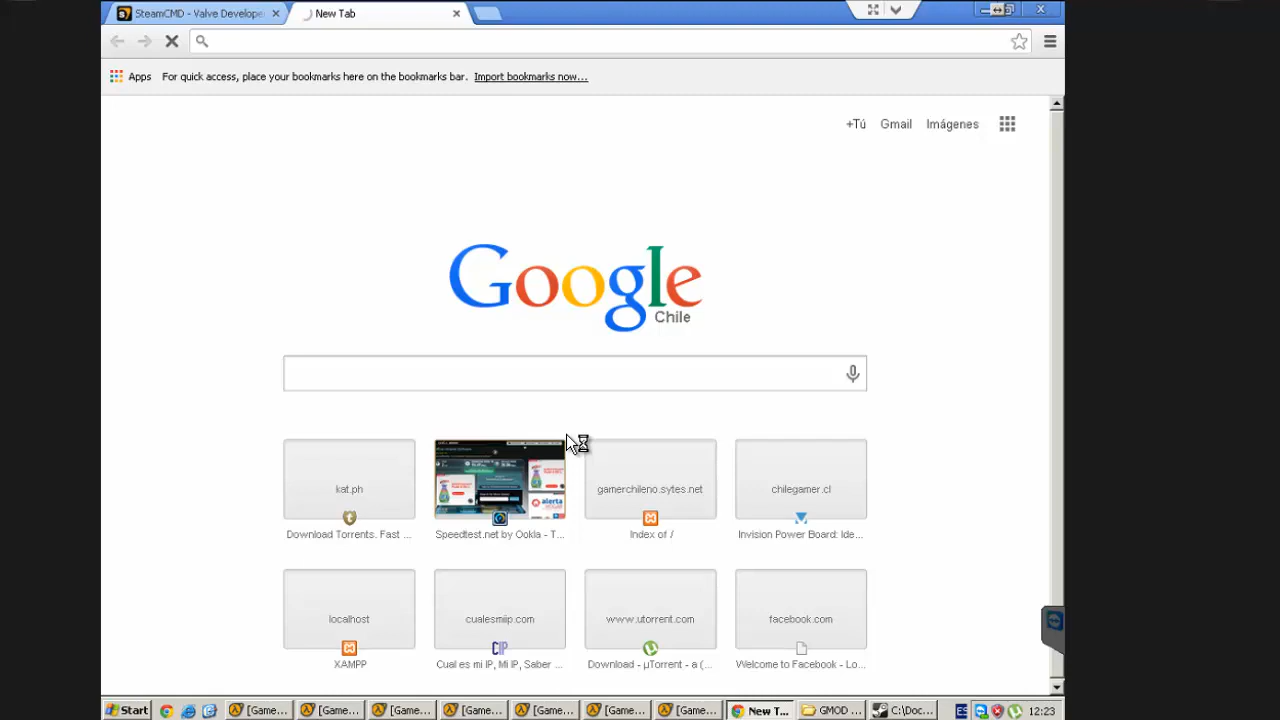 SteamCMD - Valve Develope
New Tab
Apps For quick access, place your bookmarks here on the bookmarks bar. Import bookmarks now...
+Tú Gmail Imágenes
Google
Chile
kat.ph
gamerchileno.sytes.net
chilegamer.cl
Download Torrents. Fast ...
Speedtest.net by Ookla - T...
Index of /
Invision Power Board: Ide...
localhost
cualesmiip.com
www.utorrent.com
facebook.com
CIP
XAMPP
Cual es mi IP, Mi IP, Saber ...
Download - µTorrent - a (...
Welcome to Facebook - Lo...
Start [Game... [Game... [Game... [Game... [Game... [Game... [Game... New T... GMOD ... C:\Doc... ES 12:23